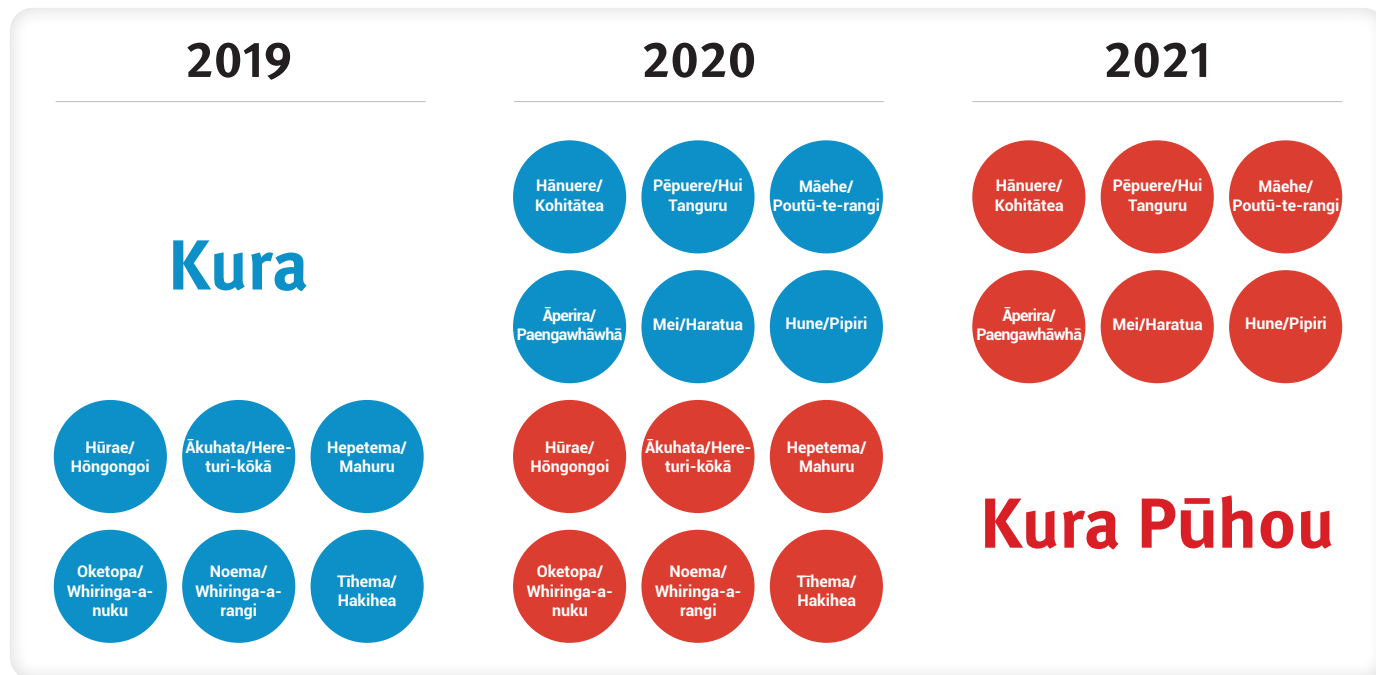 2019
Kura
Hūrae/
Hōngongoi
Ākuhata/Here-
turi-kōkā
Hepetema/
Mahuru
Oketopa/
Whiringa-a-
nuku
Noema/
Whiringa-a-
rangi
Tīhema/
Hakihea
2020
Hānuere/
Kohitātea
Pēpuere/Hui
Tanguru
Māehe/
Poutū-te-rangi
Āperira/
Paengawhāwhā
Mei/Haratua
Hune/Pipiri
Hūrae/
Hōngongoi
Ākuhata/Here-
turi-kōkā
Hepetema/
Mahuru
Oketopa/
Whiringa-a-
nuku
Noema/
Whiringa-a-
rangi
Tīhema/
Hakihea
2021
Hānuere/
Kohitātea
Pēpuere/Hui
Tanguru
Māehe/
Poutū-te-rangi
Āperira/
Paengawhāwhā
Mei/Haratua
Hune/Pipiri
Kura Pūhou